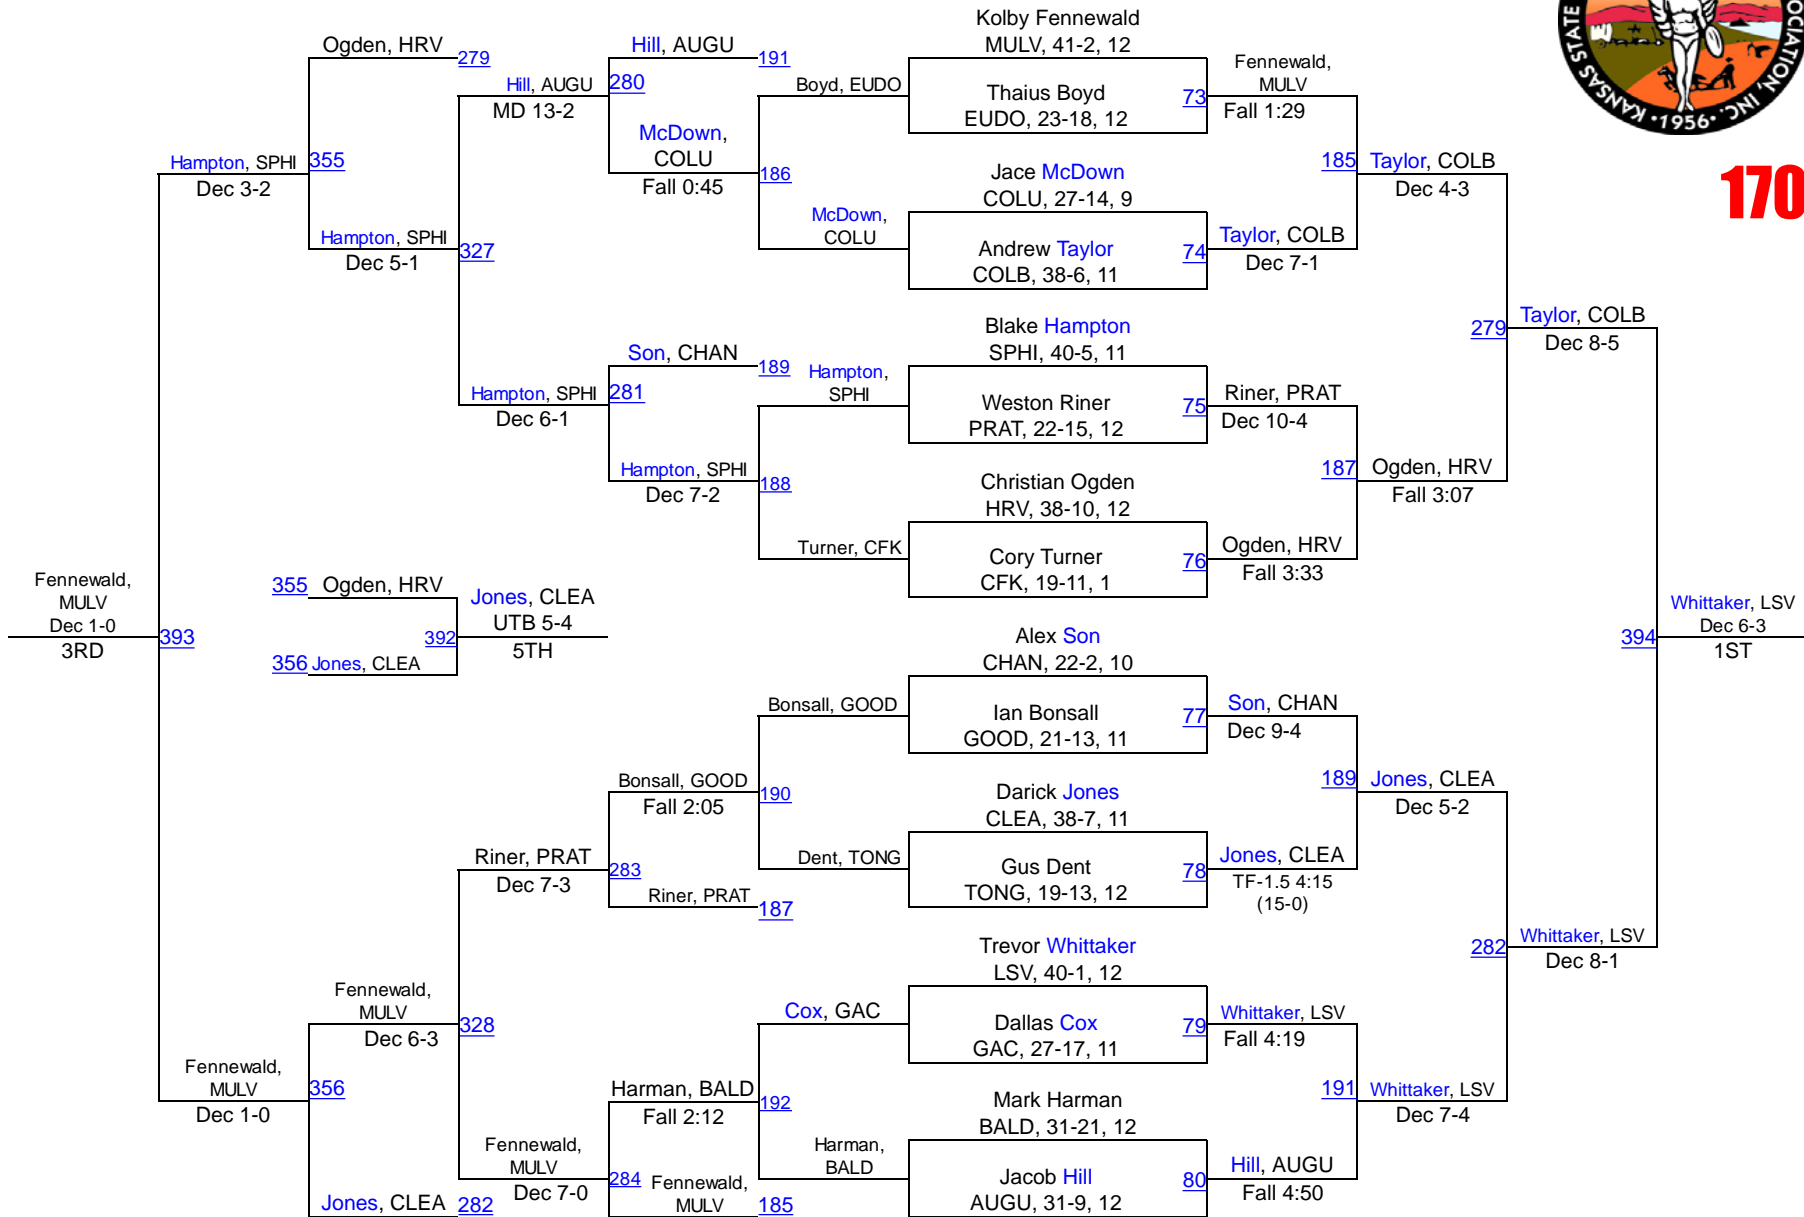 Kolby Fennewald
MULV, 41-2, 12
Thaius Boyd
EUDO, 23-18, 12
Jace McDown
COLU, 27-14, 9
Andrew Taylor
COLB, 38-6, 11
Blake Hampton
SPHI, 40-5, 11
Weston Riner
PRAT, 22-15, 12
Christian Ogden
HRV, 38-10, 12
Cory Turner
CFK, 19-11, 1
Alex Son
CHAN, 22-2, 10
Ian Bonsall
GOOD, 21-13, 11
Darick Jones
CLEA, 38-7, 11
Gus Dent
TONG, 19-13, 12
Trevor Whittaker
LSV, 40-1, 12
Dallas Cox
GAC, 27-17, 11
Mark Harman
BALD, 31-21, 12
Jacob Hill
AUGU, 31-9, 12
73
Fennewald,
MULV
Fall 1:29
74
Taylor, COLB
Dec 7-1
75
Riner, PRAT
Dec 10-4
76
Ogden, HRV
Fall 3:33
77
Son, CHAN
Dec 9-4
78
Jones, CLEA
TF-1.5 4:15
(15-0)
79
Whittaker, LSV
Fall 4:19
80
Hill, AUGU
Fall 4:50
185
Taylor, COLB
Dec 4-3
187
Ogden, HRV
Fall 3:07
189
Jones, CLEA
Dec 5-2
191
Whittaker, LSV
Dec 7-4
279
Taylor, COLB
Dec 8-5
282
Whittaker, LSV
Dec 8-1
394
Whittaker, LSV
Dec 6-3
1ST
Boyd, EUDO
McDown,
COLU
Hampton,
SPHI
Turner, CFK
Bonsall, GOOD
Dent, TONG
Cox, GAC
Harman,
BALD
Hill, AUGU
191
McDown,
COLU
Fall 0:45
186
Son, CHAN
189
Hampton, SPHI
Dec 7-2
188
Bonsall, GOOD
Fall 2:05
190
Riner, PRAT
187
Harman, BALD
Fall 2:12
192
Fennewald,
MULV
185
Hill, AUGU
MD 13-2
280
Hampton, SPHI
Dec 6-1
281
Riner, PRAT
Dec 7-3
283
Fennewald,
MULV
Dec 7-0
284
Ogden, HRV
279
Hampton, SPHI
Dec 5-1
327
Fennewald,
MULV
Dec 6-3
328
Jones, CLEA
282
Hampton, SPHI
Dec 3-2
355
Fennewald,
MULV
Dec 1-0
356
Fennewald,
MULV
Dec 1-0
3RD
393
355 Ogden, HRV
356 Jones, CLEA
392
Jones, CLEA
UTB 5-4
5TH
170
KANSAS STATE
OCIATION, INC.
•1956•